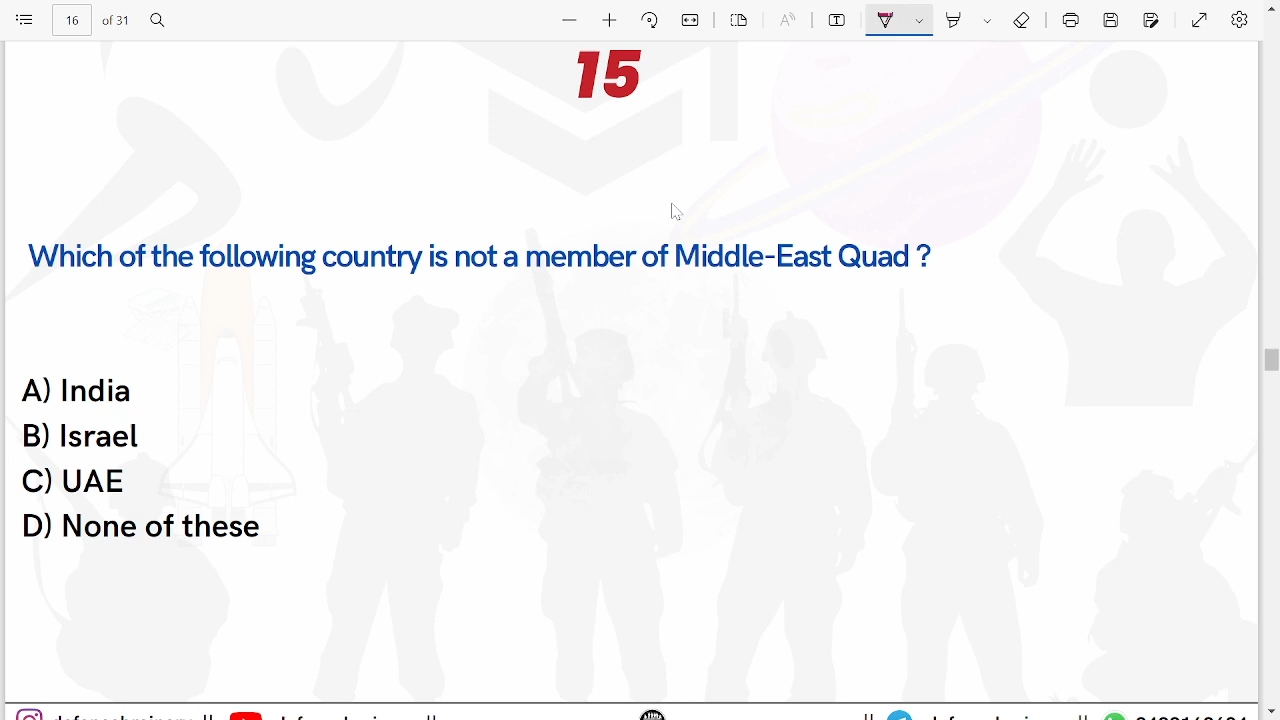 16 of 31
15
Which of the following country is not a member of Middle-East Quad ?
A) India
B) Israel
C) UAE
D) None of these